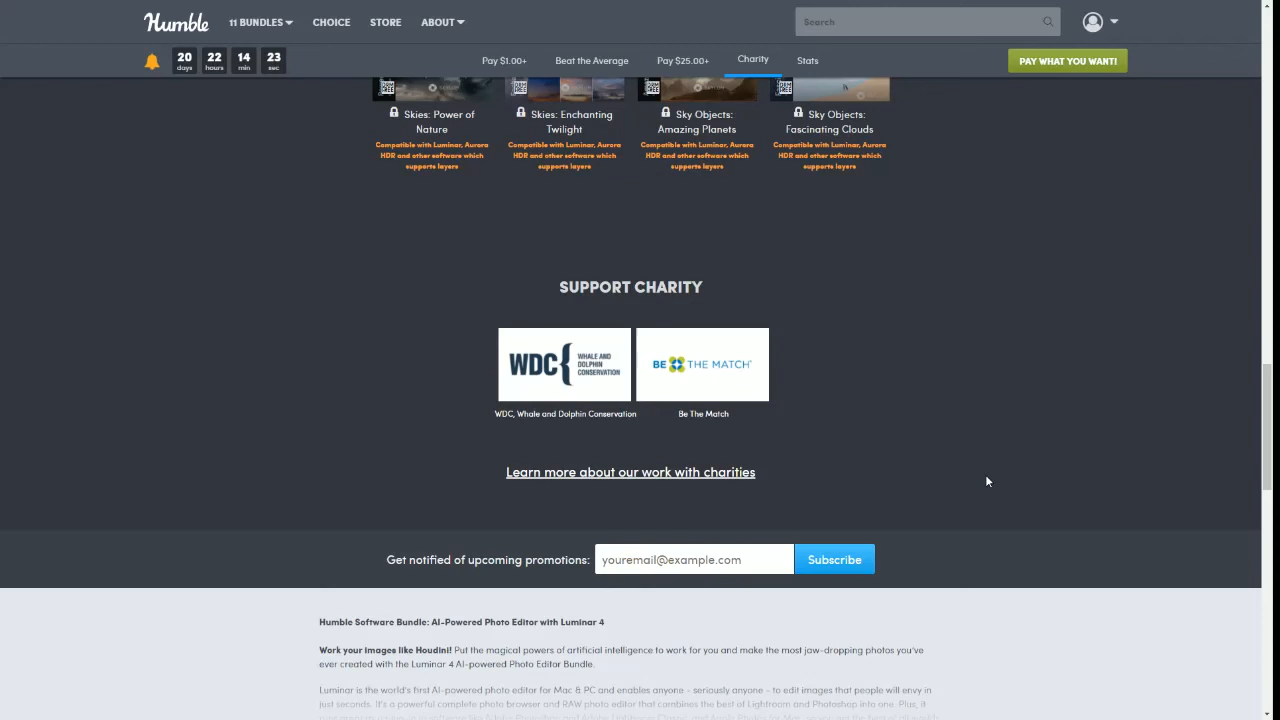 Humble
11 BUNDLES
CHOICE
STORE
ABOUT
Search
20 days
22 hours
14 min
23 sec
Pay $1.00+
Beat the Average
Pay $25.00+
Charity
Stats
PAY WHAT YOU WANT!
Skies: Power of
Nature
Compatible with Luminar, Aurora
HDR and other software which
supports layers
Skies: Enchanting
Twilight
Compatible with Luminar, Aurora
HDR and other software which
supports layers
Sky Objects:
Amazing Planets
Compatible with Luminar, Aurora
HDR and other software which
supports layers
Sky Objects:
Fascinating Clouds
Compatible with Luminar, Aurora
HDR and other software which
supports layers
SUPPORT CHARITY
WDC
WHALE AND
DOLPHIN
CONSERVATION
BE THE MATCH
WDC, Whale and Dolphin Conservation
Be The Match
Learn more about our work with charities
Get notified of upcoming promotions:
youremail@example.com
Subscribe
Humble Software Bundle: AI-Powered Photo Editor with Luminar 4
Work your images like Houdini! Put the magical powers of artificial intelligence to work for you and make the most jaw-dropping photos you've
ever created with the Luminar 4 AI-powered Photo Editor Bundle.
Luminar is the world's first AI-powered photo editor for Mac & PC and enables anyone - seriously anyone - to edit images that people will envy in
just seconds. It's a powerful complete photo browser and RAW photo editor that combines the best of Lightroom and Photoshop into one. Plus, it